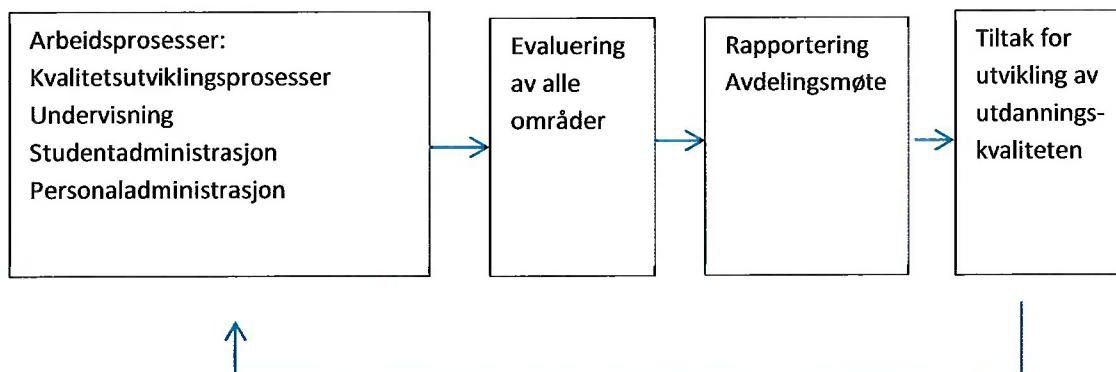 Arbeidsprosesser:
Kvalitetsutviklingsprosesser
Undervisning
Studentadministrasjon
Personaladministrasjon
Evaluering
av alle
områder
Rapportering
Avdelingsmøte
Tiltak for
utvikling av
utdannings-
kvaliteten